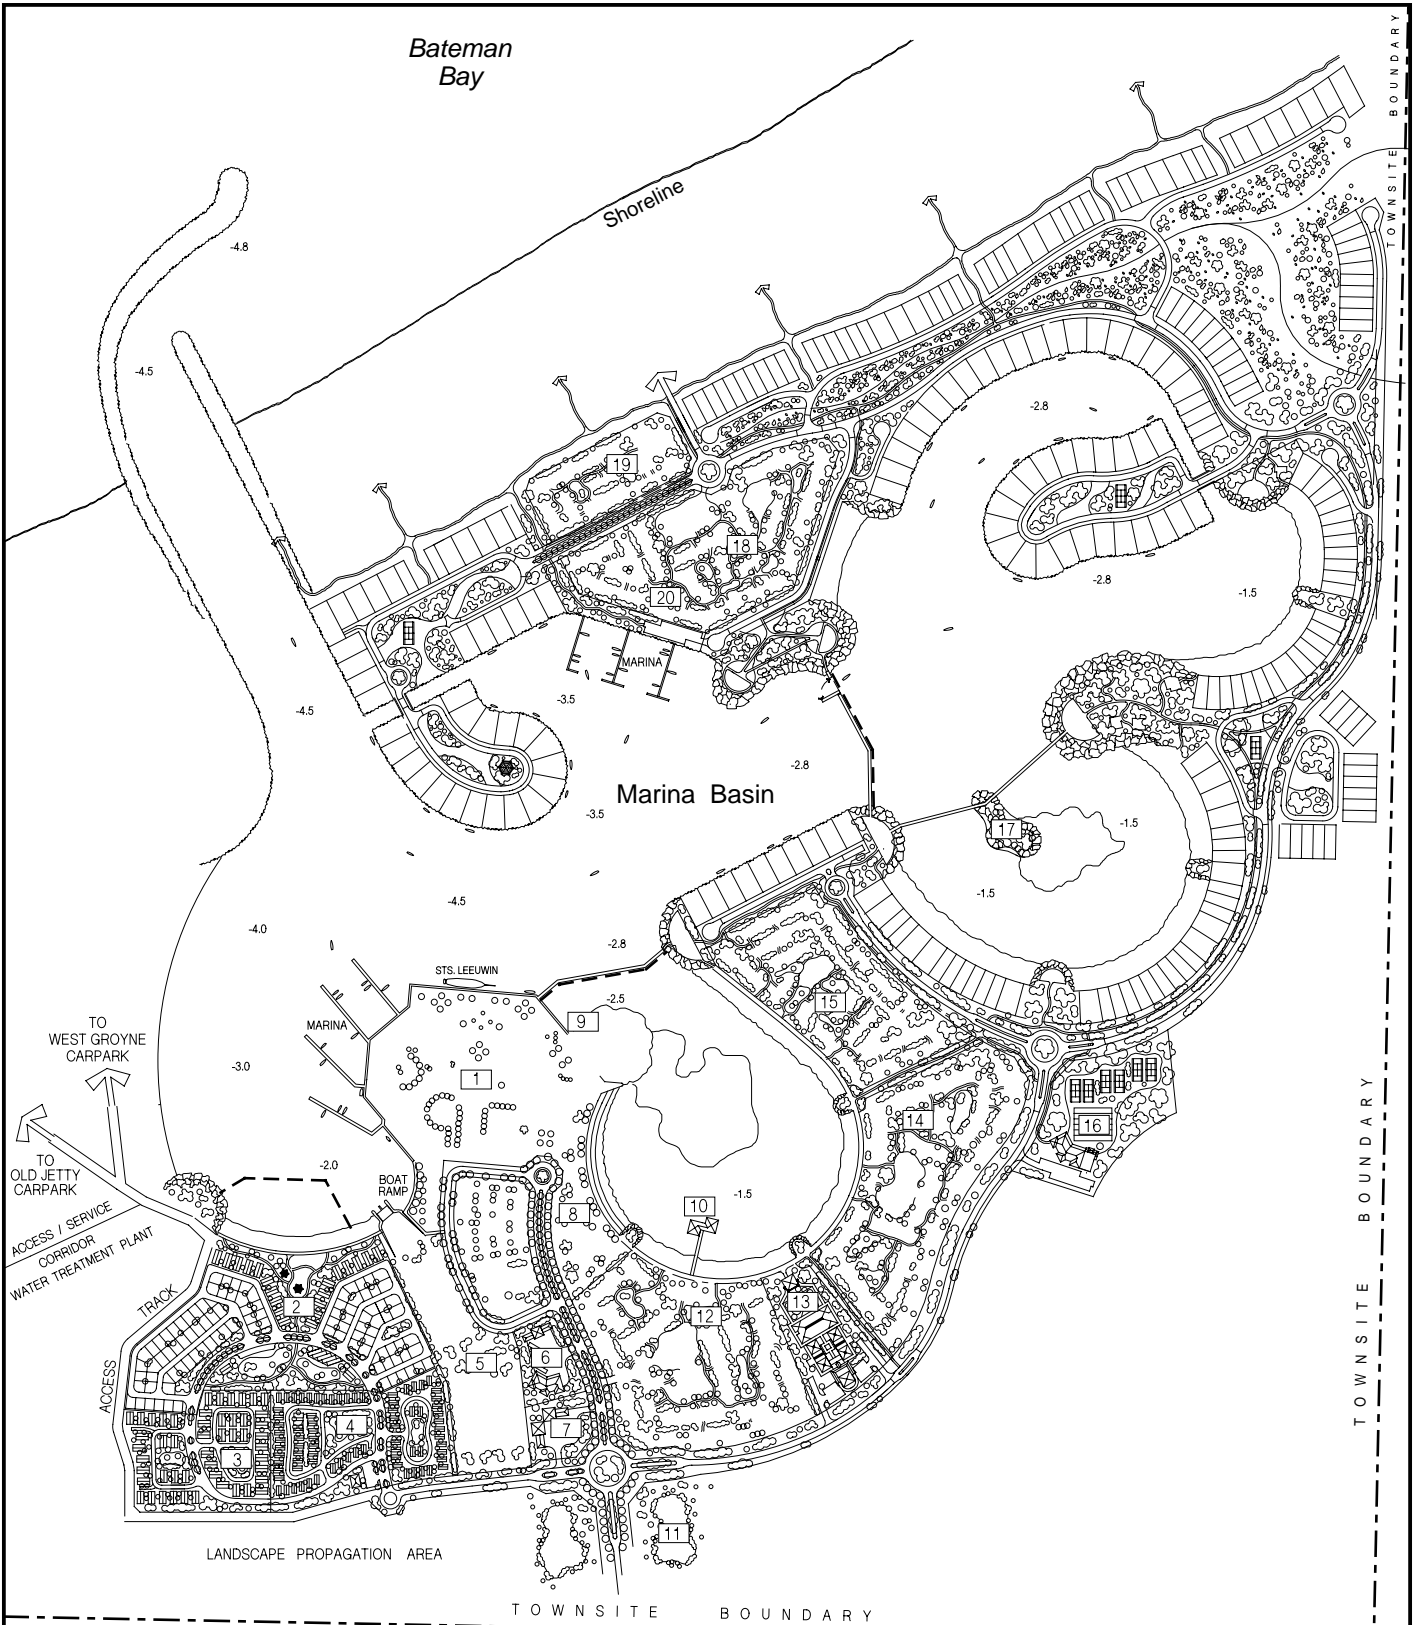 Bateman
Bay
TOWNSITE BOUNDARY
TOWNSITE BOUNDARY
Shoreline
-4.8
-4.5
-2.8
19
18
-2.8
20
-1.5
MARINA
-3.5
-4.5
-2.8
Marina Basin
-3.5
17
-1.5
-1.5
-4.5
-4.0
-2.8
STS. LEEUWIN
-2.5
15
9
MARINA
TO
WEST GROYNE
CARPARK
-3.0
1
14
16
TO
OLD JETTY
CARPARK
-2.0
BOAT
RAMP
-1.5
10
8
ACCESS / SERVICE
CORRIDOR
WATER TREATMENT PLANT
TRACK
ACCESS
2
13
12
6
5
4
7
3
11
LANDSCAPE PROPAGATION AREA
TOWNSITE BOUNDARY
TOWNSITE BOUNDARY